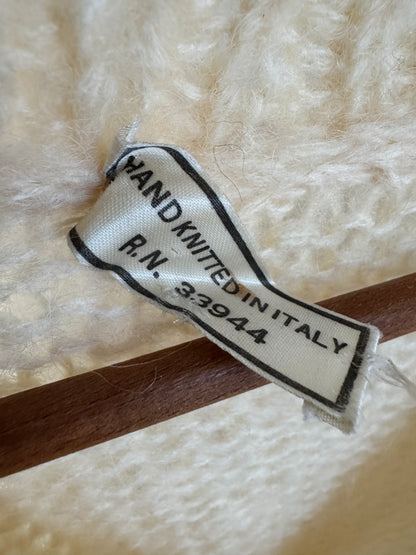 HAND KNITTED IN ITALY
R.N. 33944